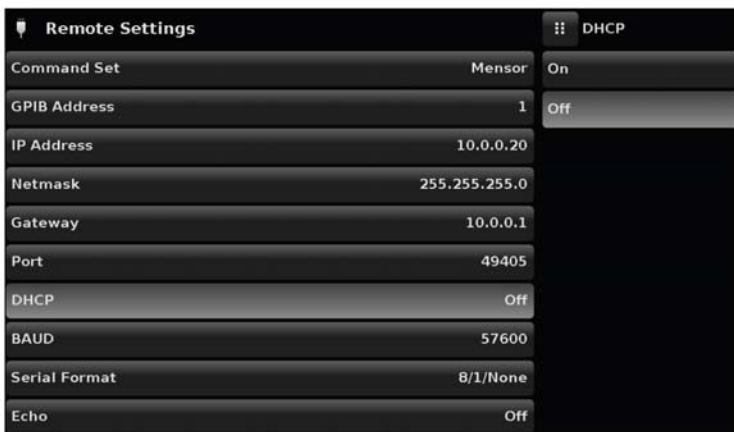 Remote Settings
Command Set Mensor
GPIB Address 1
IP Address 10.0.0.20
Netmask 255.255.255.0
Gateway 10.0.0.1
Port 49405
DHCP Off
BAUD 57600
Serial Format 8/1/None
Echo Off
DHCP
On
Off